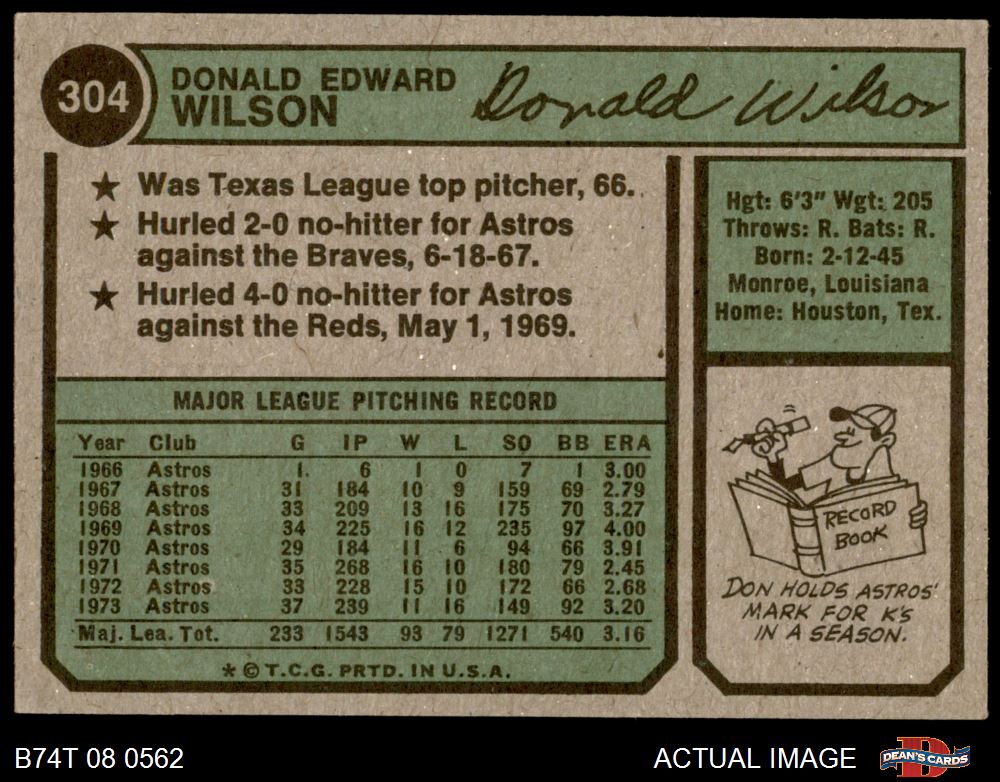 304
DONALD EDWARD
WILSON
Donald Wilson
★ Was Texas League top pitcher, 66.
★ Hurled 2-0 no-hitter for Astros
against the Braves, 6-18-67.
★ Hurled 4-0 no-hitter for Astros
against the Reds, May 1, 1969.
Hgt: 6'3" Wgt: 205
Throws: R. Bats: R.
Born: 2-12-45
Monroe, Louisiana
Home: Houston, Tex.
MAJOR LEAGUE PITCHING RECORD
Year Club G IP W L SO BB ERA
1966 Astros 1 6 1 0 7 1 3.00
1967 Astros 31 184 10 9 159 69 2.79
1968 Astros 33 209 13 16 175 70 3.27
1969 Astros 34 225 16 12 235 97 4.00
1970 Astros 29 184 11 6 94 66 3.91
1971 Astros 35 268 16 10 180 79 2.45
1972 Astros 33 228 15 10 172 66 2.68
1973 Astros 37 239 11 16 149 92 3.20
Maj. Lea. Tot. 233 1543 93 79 1271 540 3.16
* © T.C.G. PRTD. IN U.S.A.
RECORD
BOOK
DON HOLDS ASTROS'
MARK FOR K'S
IN A SEASON.
B74T 08 0562
ACTUAL IMAGE
D
DEAN'S CARDS